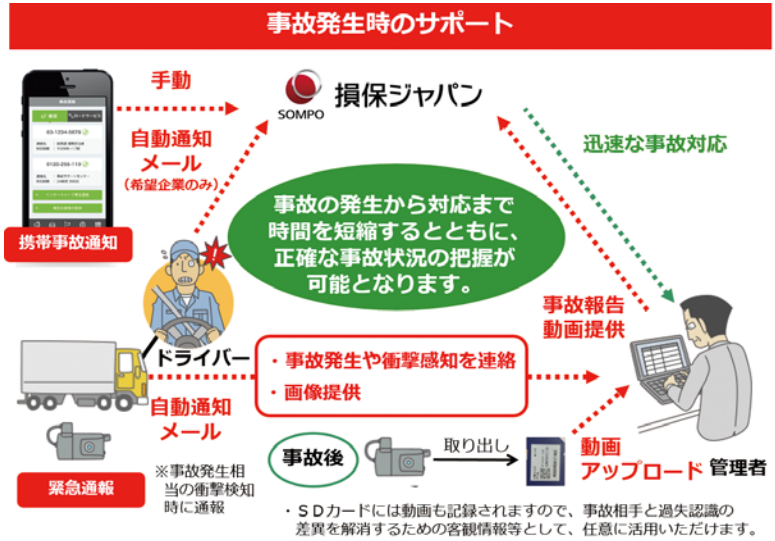 事故発生時のサポート
手動
SOMPO
損保ジャパン
自動通知
メール
（希望企業のみ）
迅速な事故対応
03-1234-5678
0120-256-110
携帯事故通知
事故の発生から対応まで
時間を短縮するとともに、
正確な事故状況の把握が
可能となります。
事故報告
動画提供
ドライバー
・事故発生や衝撃感知を連絡
・画像提供
自動通知
メール
緊急通報
※事故発生相
当の衝撃検知
時に通報
事故後
取り出し
動画
アップロード
管理者
・ＳＤカードには動画も記録されますので、事故相手と過失認識の
差異を解消するための客観情報等として、任意に活用いただけます。